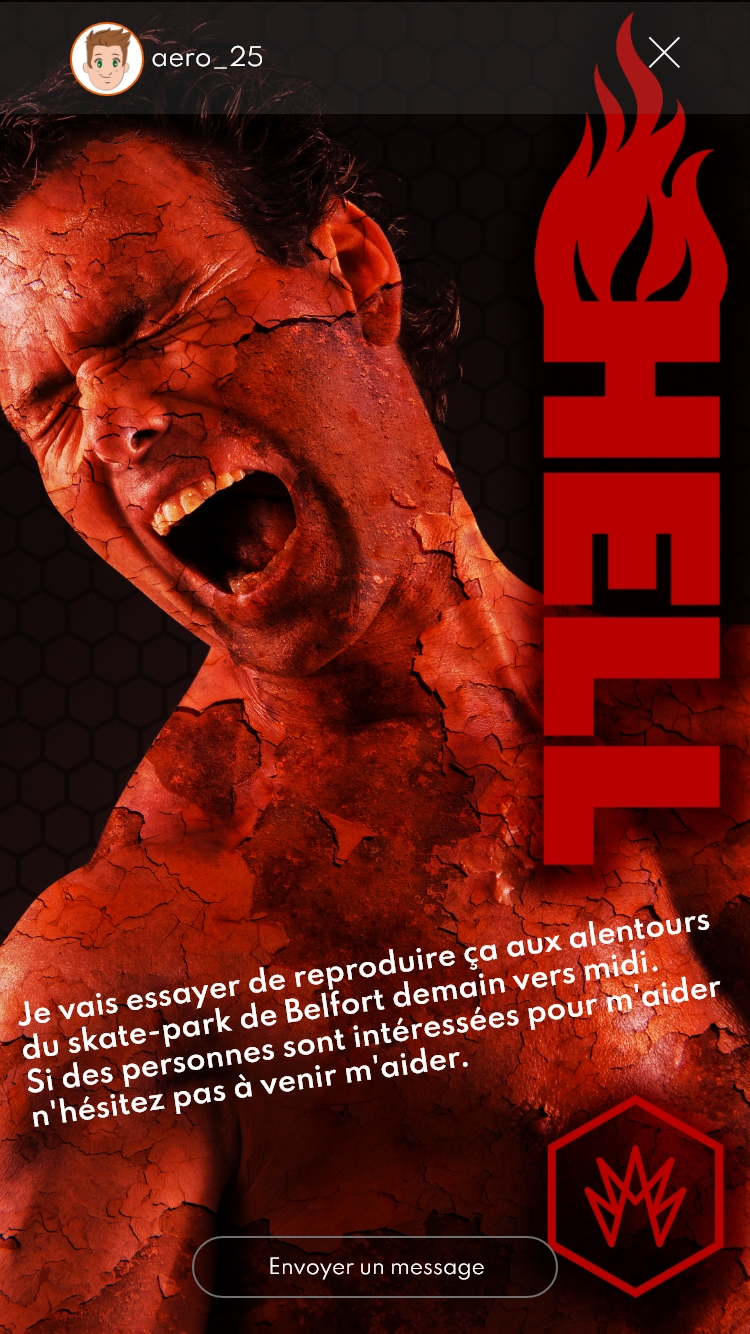 aero_25
HELL
Je vais essayer de reproduire ça aux alentours
du skate-park de Belfort demain vers midi.
Si des personnes sont intéressées pour m'aider
n'hésitez pas à venir m'aider.
Envoyer un message